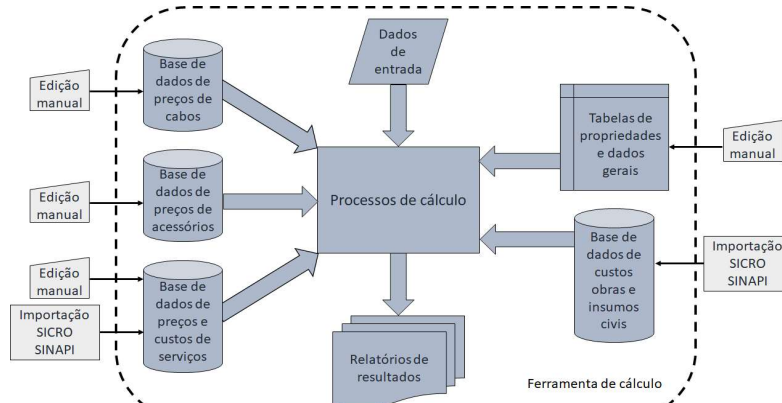 Dados
de
entrada
Edição
manual
Base de
dados de
preços de
cabos
Tabelas de
propriedades
e dados
gerais
Edição
manual
Edição
manual
Base de
dados de
preços de
acessórios
Processos de cálculo
Edição
manual
Importação
SICRO
SINAPI
Base de
dados de
preços e
custos de
serviços
Base de
dados de
custos
obras e
insumos
civis
Importação
SICRO
SINAPI
Relatórios de
resultados
Ferramenta de cálculo